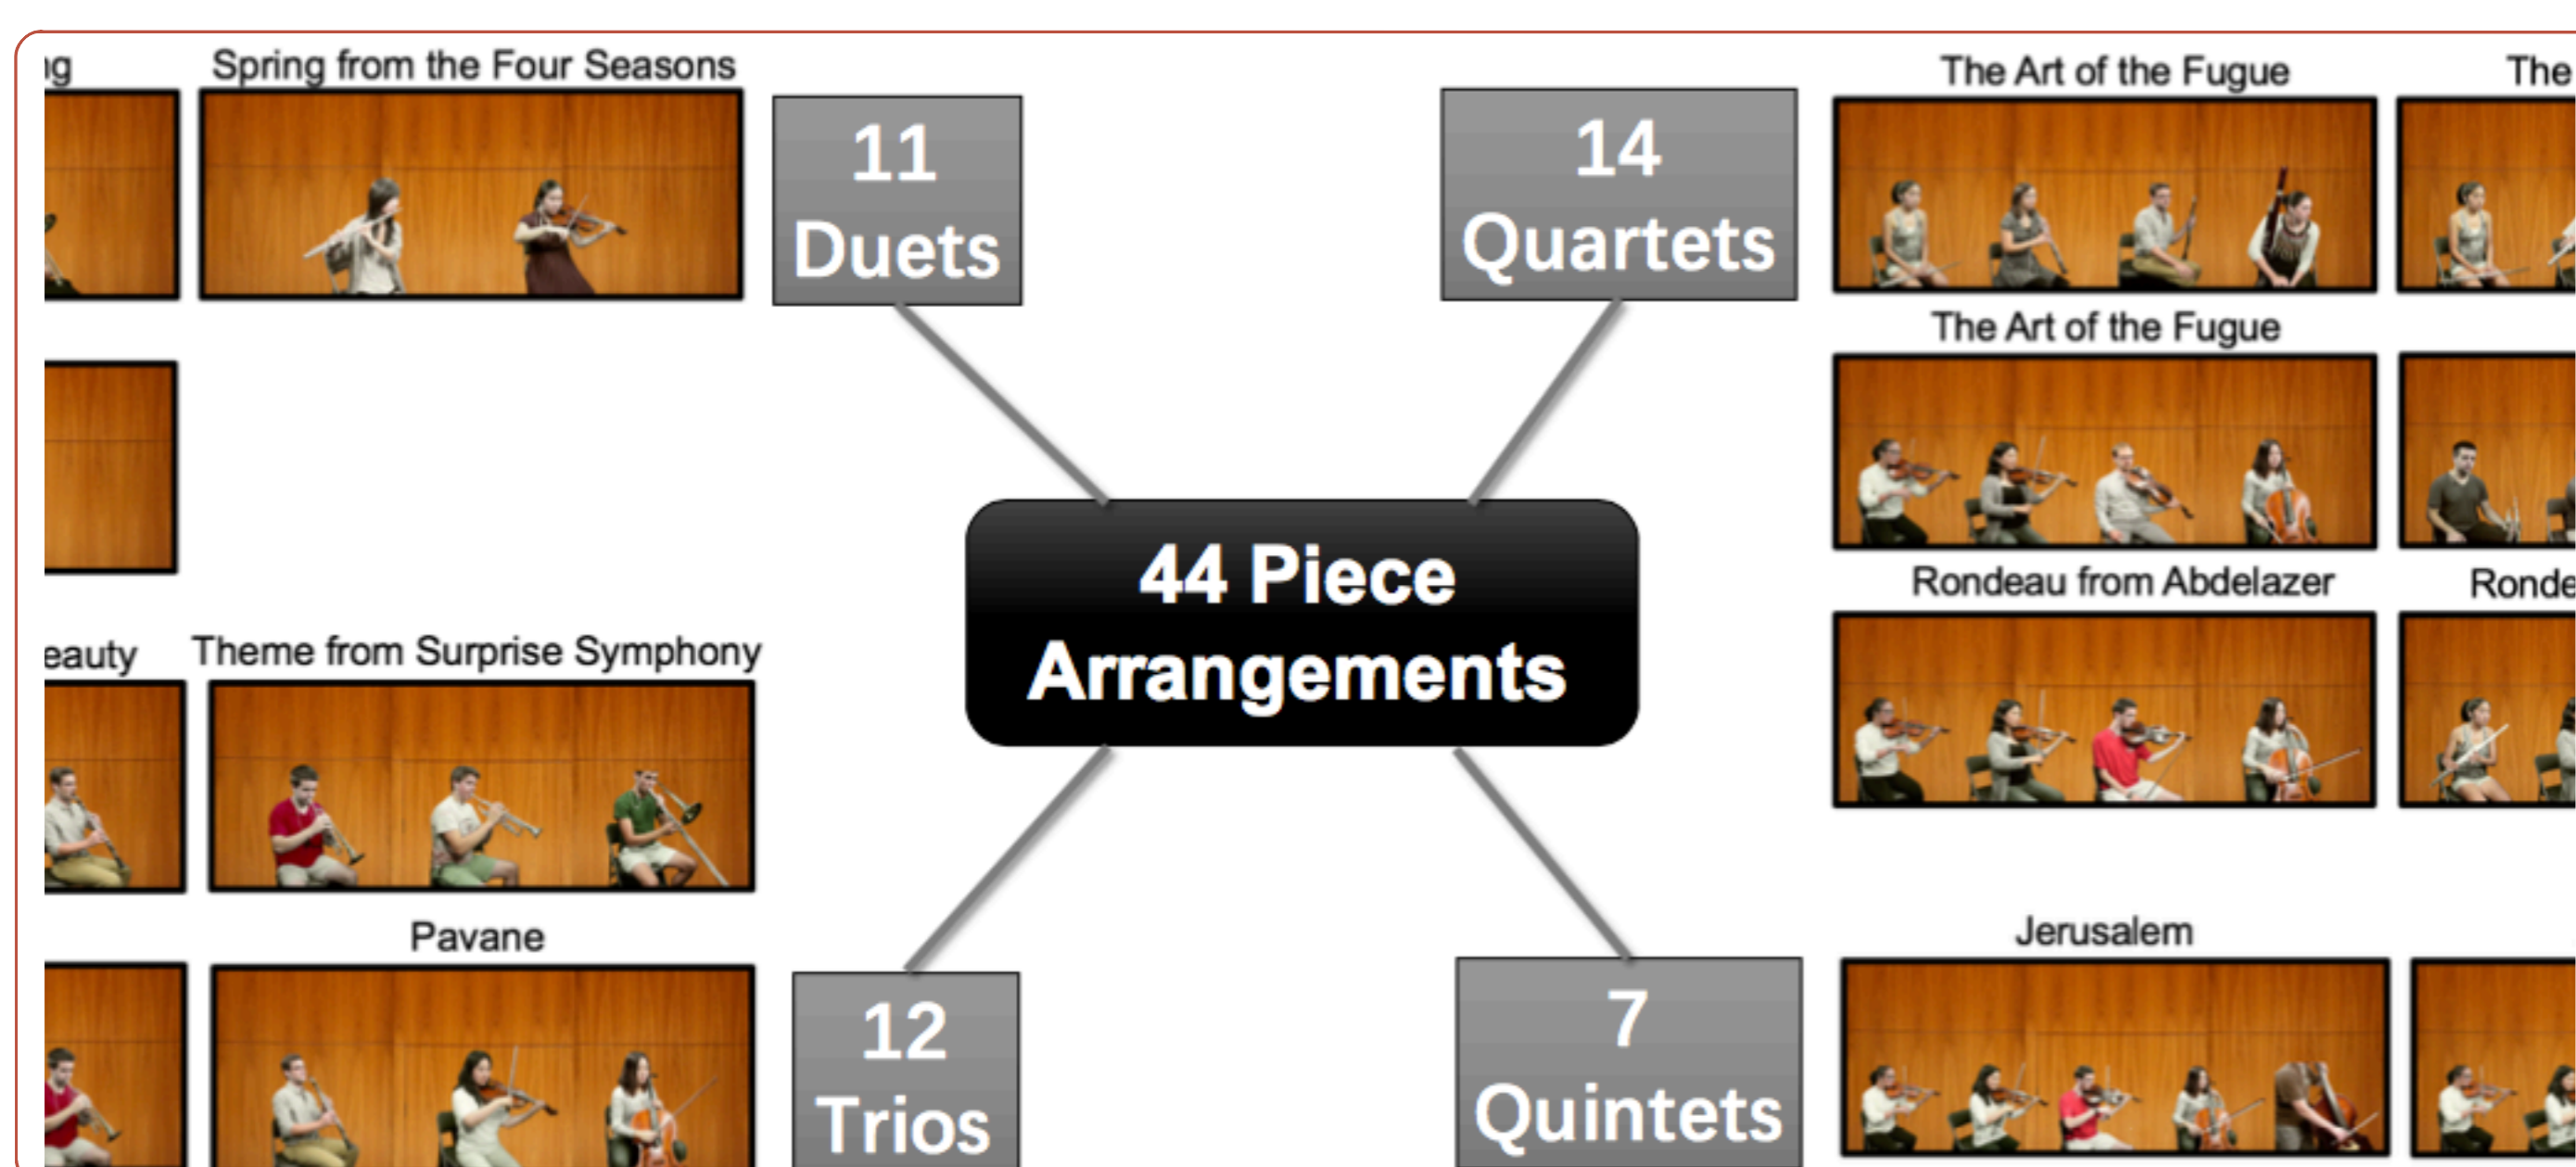 Spring from the Four Seasons
11
Duets
14
Quartets
The Art of the Fugue
The
The Art of the Fugue
44 Piece
Arrangements
Rondeau from Abdelazer
Theme from Surprise Symphony
Pavane
12
Trios
7
Quintets
Jerusalem